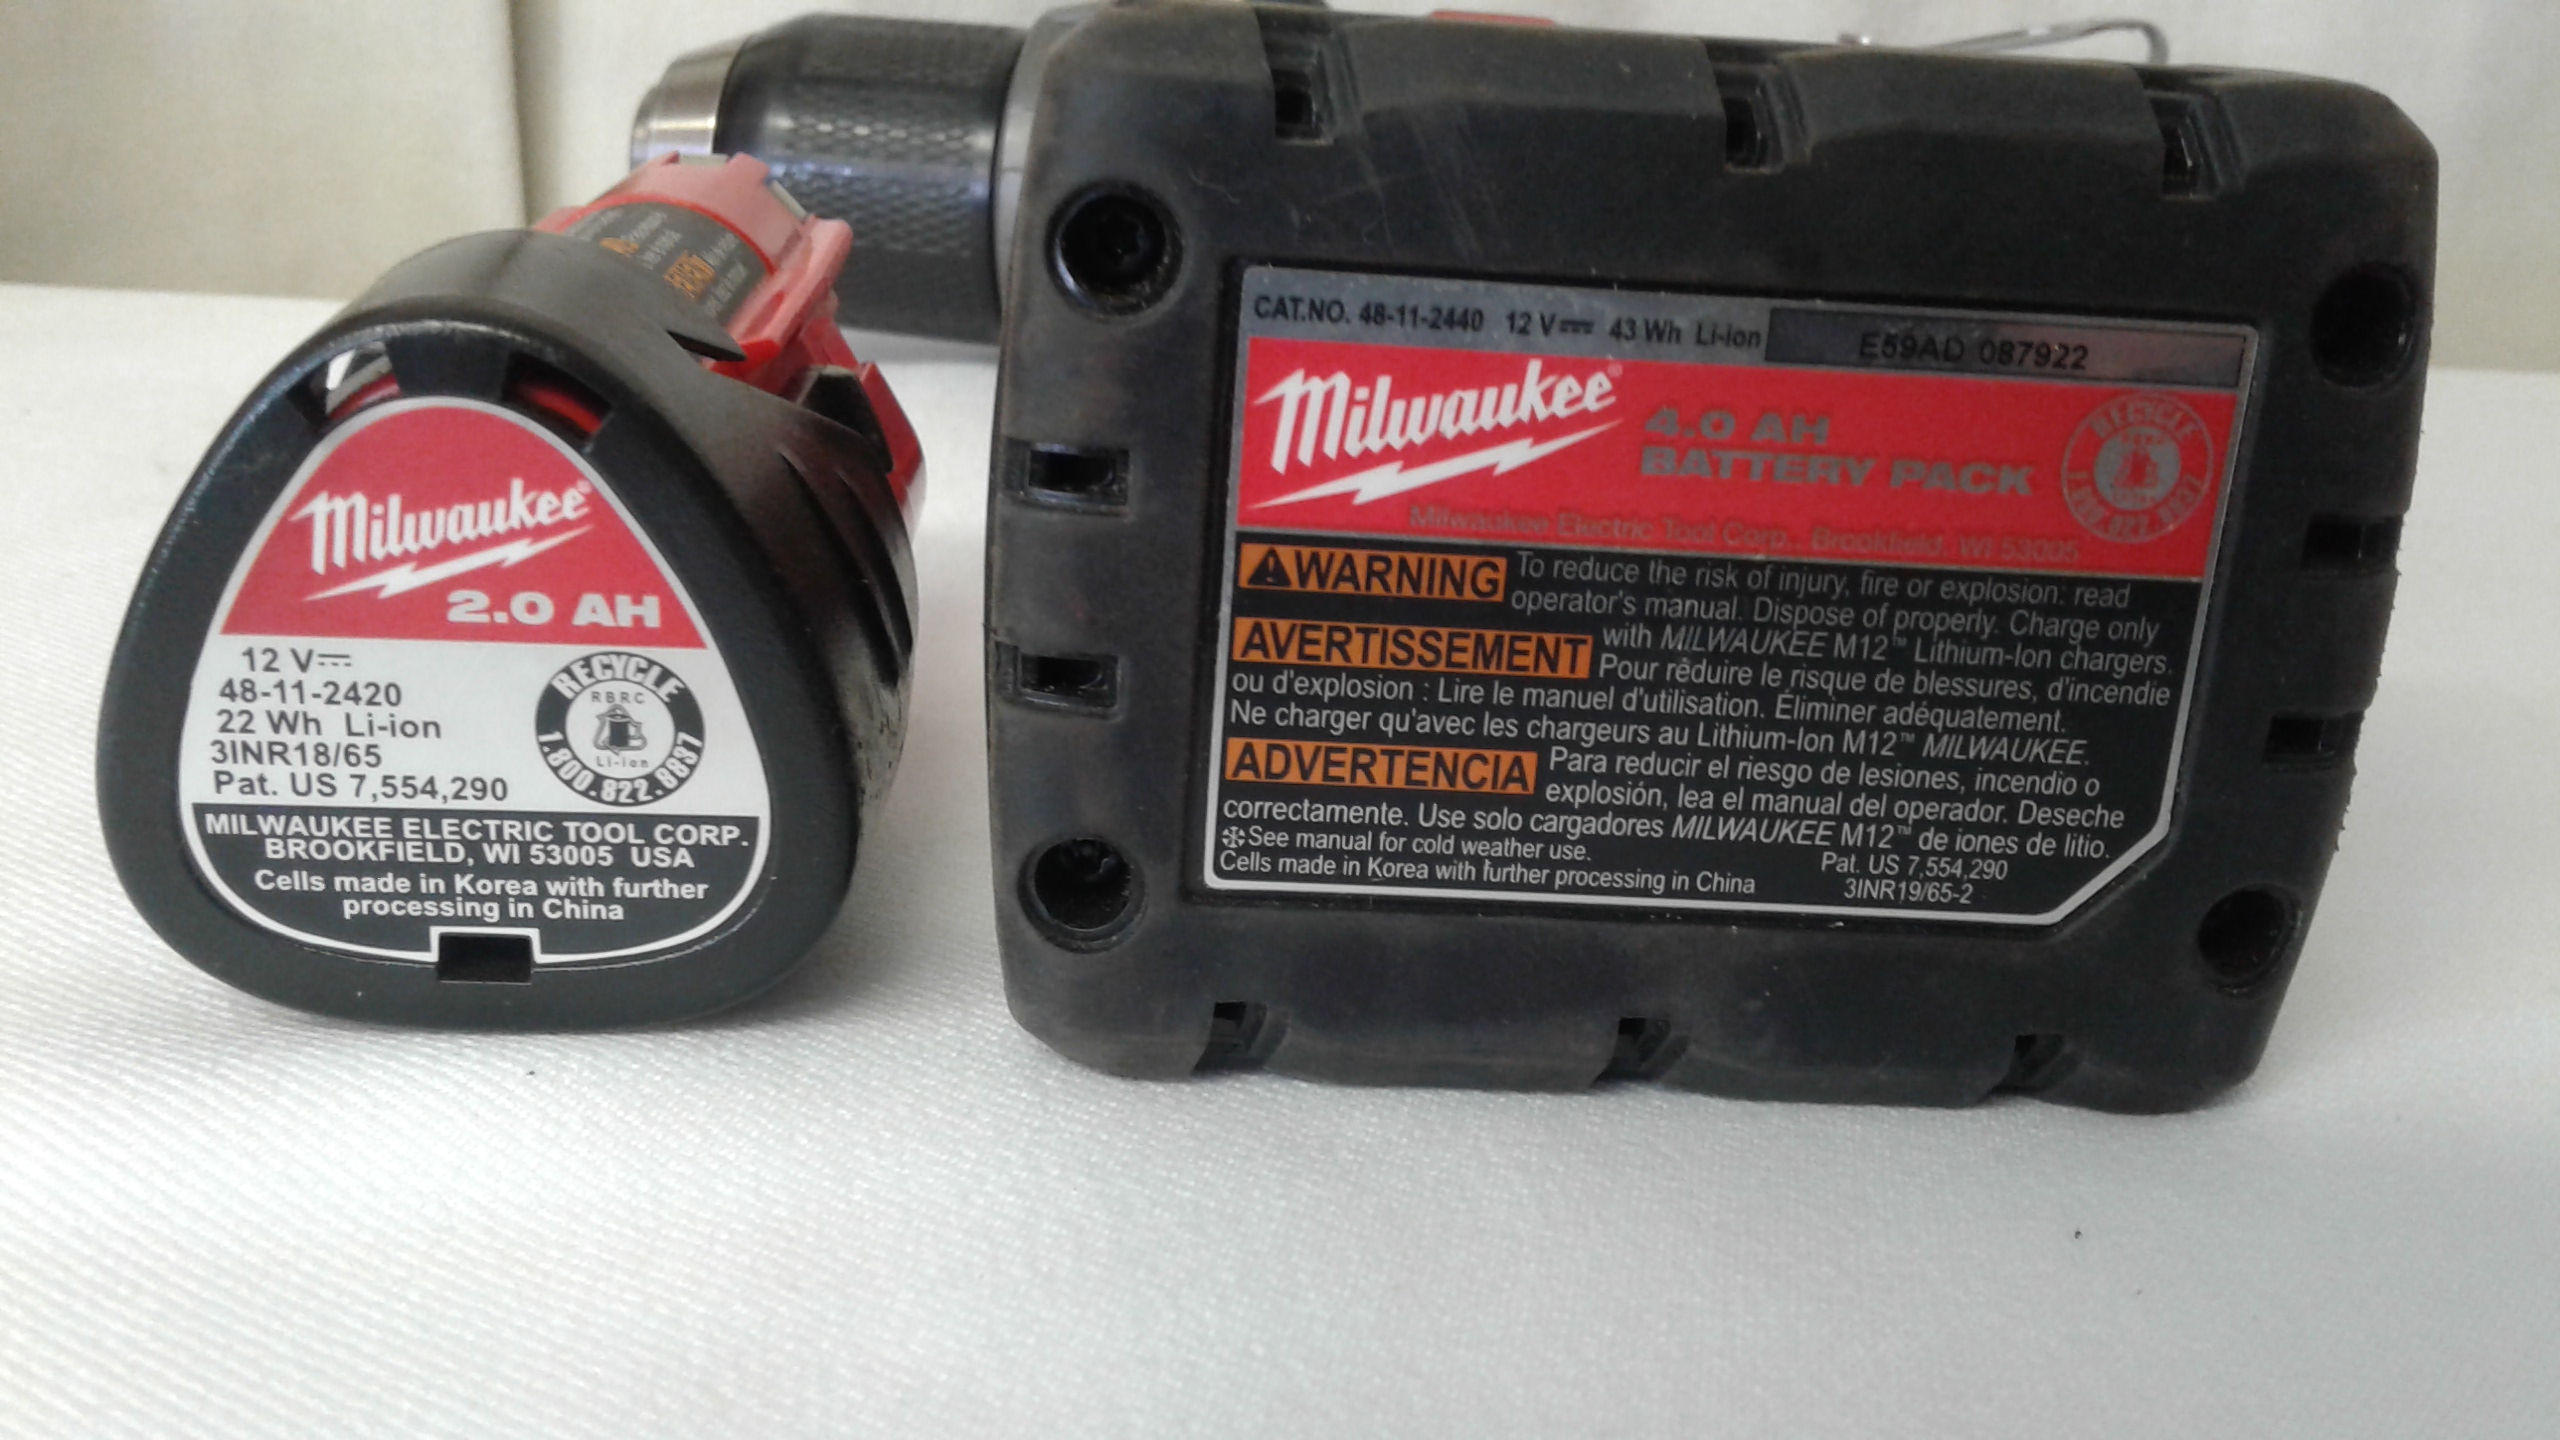 Milwaukee®
2.0 AH
12 V
48-11-2420
22 Wh Li-ion
3INR18/65
Pat. US 7,554,290
RECYCLE
RBRC
Li-ion
1.800.822.8837
MILWAUKEE ELECTRIC TOOL CORP.
BROOKFIELD, WI 53005 USA
Cells made in Korea with further
processing in China
CAT.NO. 48-11-2440 12 V 43 Wh Li-ion E59AD 087922
Milwaukee®
4.0 AH
BATTERY PACK
RECYCLE
1.800.822.8837
Milwaukee Electric Tool Corp., Brookfield, WI 53005
WARNING To reduce the risk of injury, fire or explosion: read
operator's manual. Dispose of properly. Charge only
with MILWAUKEE M12™ Lithium-Ion chargers.
AVERTISSEMENT Pour réduire le risque de blessures, d'incendie
ou d'explosion : Lire le manuel d'utilisation. Éliminer adéquatement.
Ne charger qu'avec les chargeurs au Lithium-Ion M12™ MILWAUKEE.
ADVERTENCIA Para reducir el riesgo de lesiones, incendio o
explosión, lea el manual del operador. Deseche
correctamente. Use solo cargadores MILWAUKEE M12™ de iones de litio.
See manual for cold weather use.
Cells made in Korea with further processing in China
Pat. US 7,554,290
3INR19/65-2